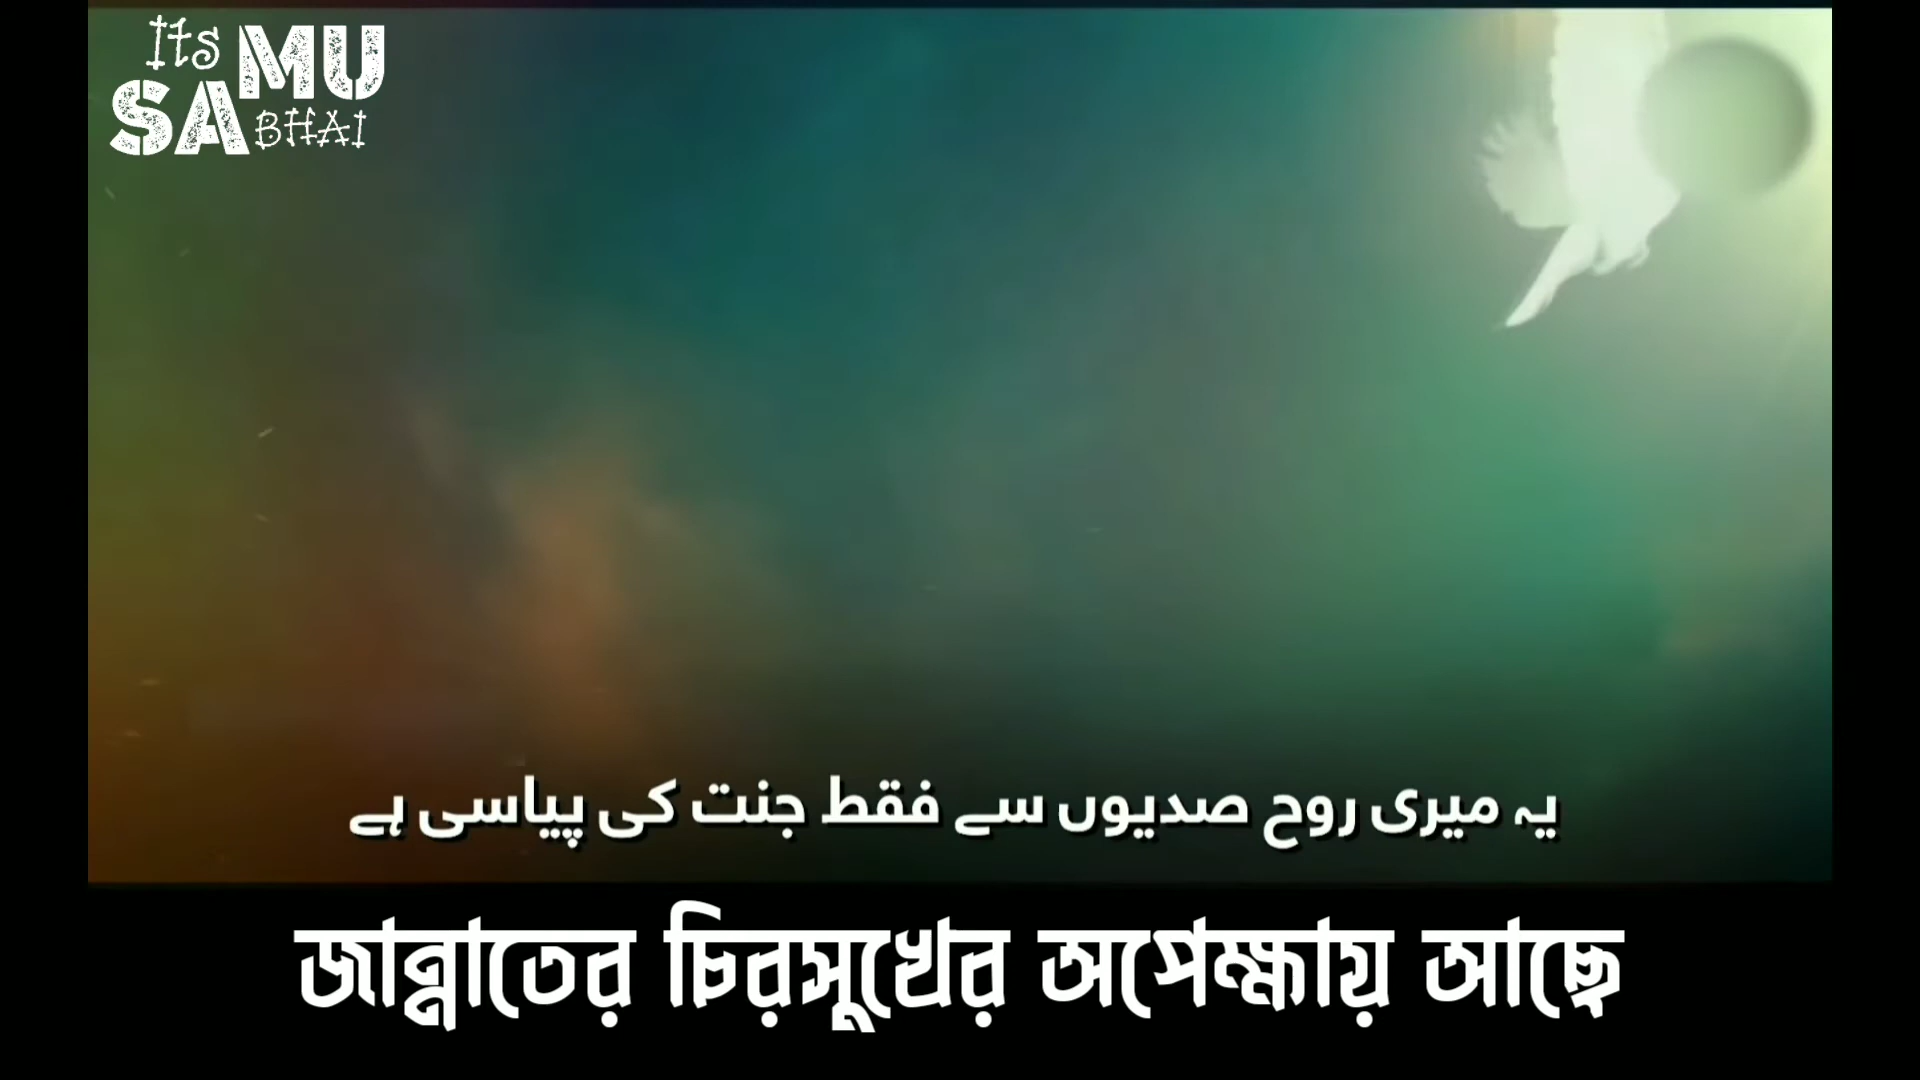 Its
MU
SA
BHAI
یہ میری روح صدیوں سے فقط جنت کی پیاسی ہے
জান্নাতের চিরসুখের অপেক্ষায় আছে